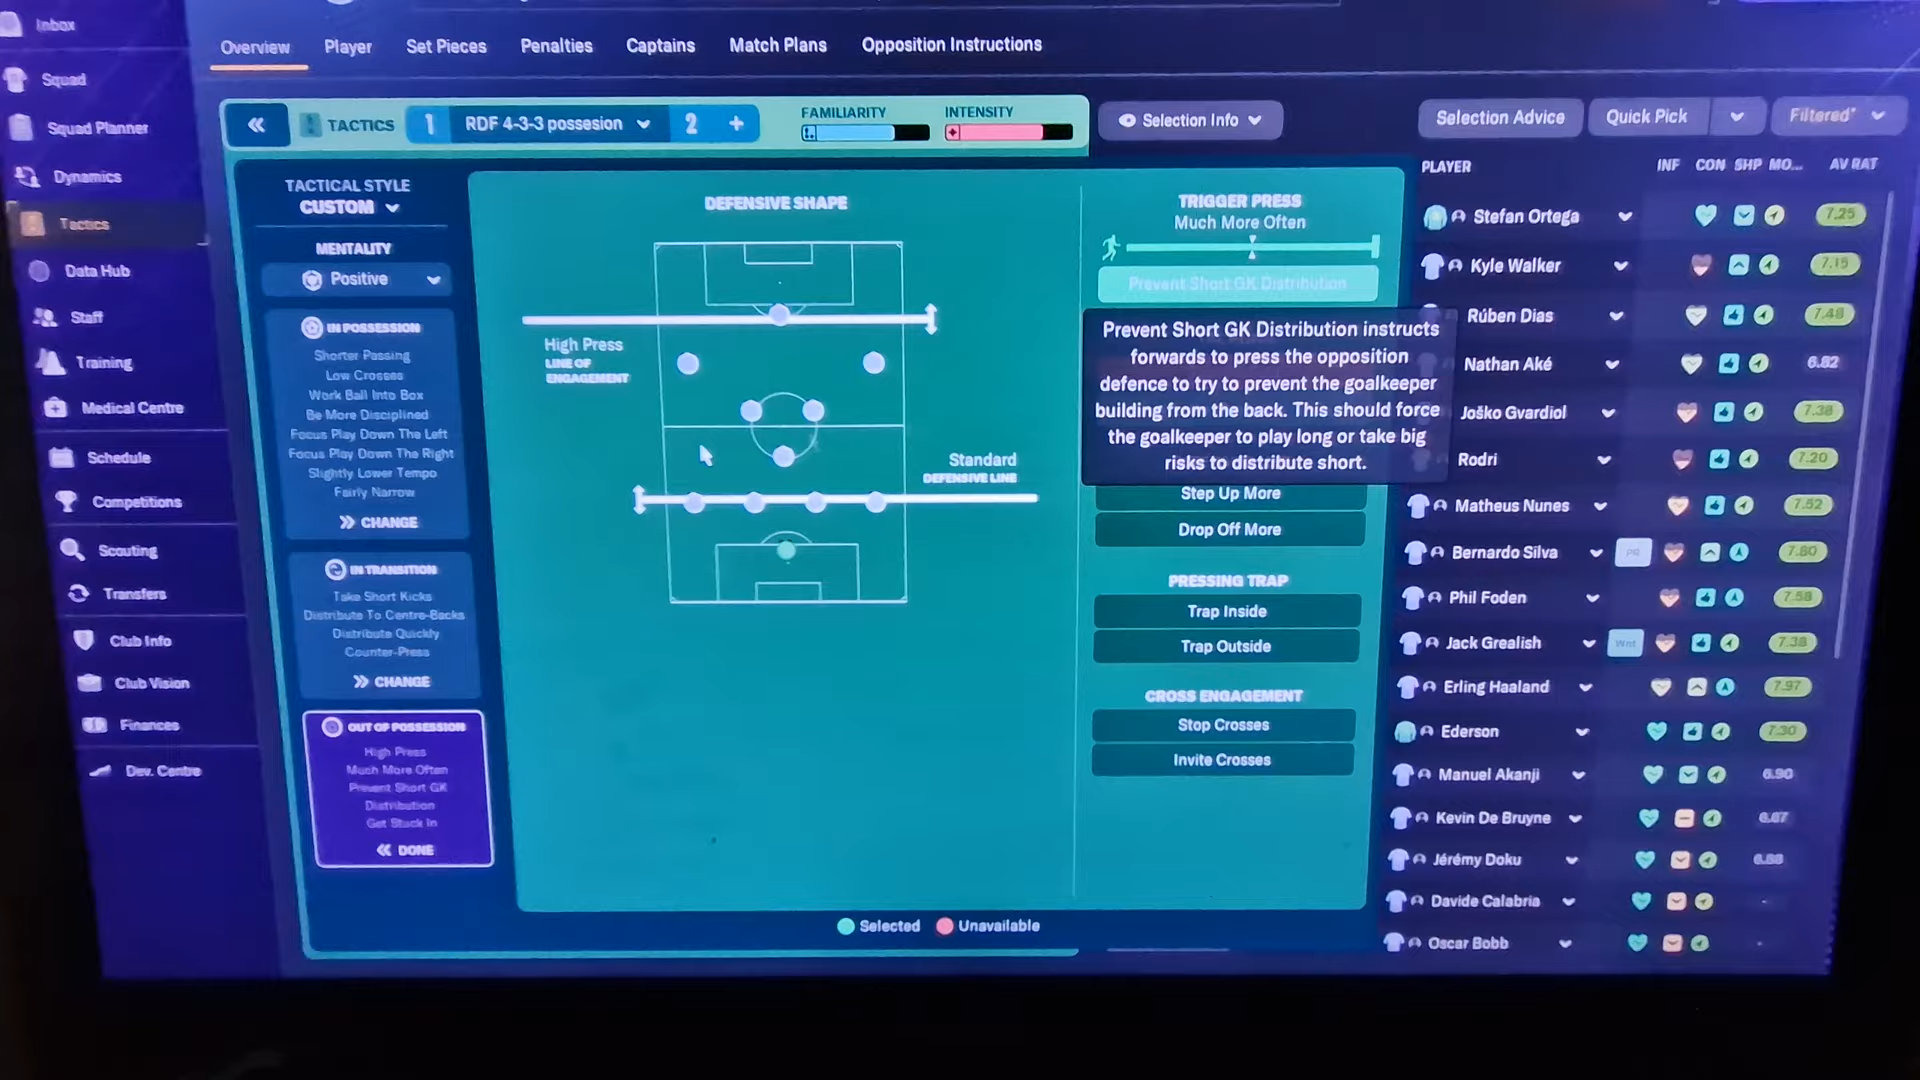 Inbox
Squad
Squad Planner
Dynamics
Tactics
Data Hub
Staff
Training
Medical Centre
Schedule
Competitions
Scouting
Transfers
Club Info
Club Vision
Finances
Dev. Centre
Overview Player Set Pieces Penalties Captains Match Plans Opposition Instructions
TACTICS 1 RDF 4-3-3 possesion 2 +
FAMILIARITY
INTENSITY
Selection Info
Selection Advice
Quick Pick
Filtered*
TACTICAL STYLE
CUSTOM
MENTALITY
Positive
IN POSSESSION
Shorter Passing
Low Crosses
Work Ball Into Box
Be More Disciplined
Focus Play Down The Left
Focus Play Down The Right
Slightly Lower Tempo
Fairly Narrow
CHANGE
IN TRANSITION
Take Short Kicks
Distribute To Centre-Backs
Distribute Quickly
Counter-Press
CHANGE
OUT OF POSSESSION
High Press
Much More Often
Prevent Short GK
Distribution
Get Stuck In
DONE
DEFENSIVE SHAPE
High Press
LINE OF
ENGAGEMENT
Standard
DEFENSIVE LINE
Selected
Unavailable
TRIGGER PRESS
Much More Often
Prevent Short GK Distribution
Prevent Short GK Distribution instructs
forwards to press the opposition
defence to try to prevent the goalkeeper
building from the back. This should force
the goalkeeper to play long or take big
risks to distribute short.
Step Up More
Drop Off More
PRESSING TRAP
Trap Inside
Trap Outside
CROSS ENGAGEMENT
Stop Crosses
Invite Crosses
PLAYER INF CON SHP MO... AV RAT
Stefan Ortega 7.25
Kyle Walker 7.15
Rúben Dias 7.48
Nathan Aké 6.82
Joško Gvardiol 7.38
Rodri 7.20
Matheus Nunes 7.52
Bernardo Silva PR 7.80
Phil Foden 7.58
Jack Grealish Wnt 7.38
Erling Haaland 7.97
Ederson 7.30
Manuel Akanji 6.90
Kevin De Bruyne 6.87
Jérémy Doku 6.88
Davide Calabria -
Oscar Bobb -